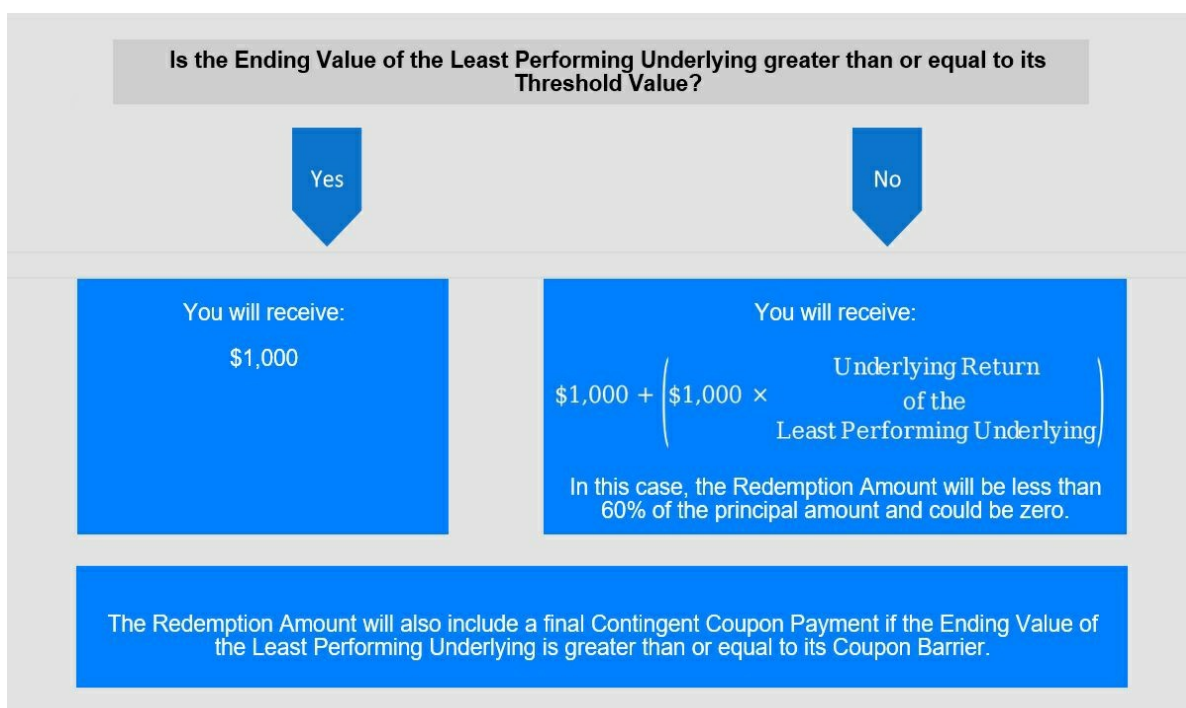 Is the Ending Value of the Least Performing Underlying greater than or equal to its
Threshold Value?
Yes
No
You will receive:
$1,000
You will receive:
$1,000 + ($1,000 × Underlying Return
of the
Least Performing Underlying)
In this case, the Redemption Amount will be less than
60% of the principal amount and could be zero.
The Redemption Amount will also include a final Contingent Coupon Payment if the Ending Value of
the Least Performing Underlying is greater than or equal to its Coupon Barrier.